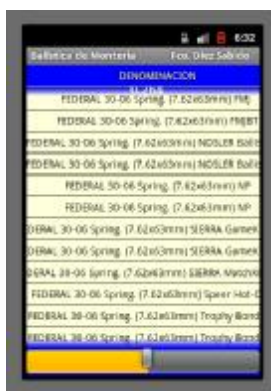 6:32
Balística de Montería Fco. Díez Sabido
DENOMINACION
FEDERAL 30-06 Spring. (7.62x63mm) FMJ
FEDERAL 30-06 Spring. (7.62x63mm) FMJBT
FEDERAL 30-06 Spring. (7.62x63mm) NOSLER Balli
FEDERAL 30-06 Spring. (7.62x63mm) NOSLER Balli
FEDERAL 30-06 Spring. (7.62x63mm) NP
FEDERAL 30-06 Spring. (7.62x63mm) NP
DERAL 30-06 Spring. (7.62x63mm) SIERRA GameK
DERAL 30-06 Spring. (7.62x63mm) SIERRA GameK
DERAL 30-06 Spring. (7.62x63mm) SIERRA Matchki
FEDERAL 30-06 Spring. (7.62x63mm) Speer Hot-C
FEDERAL 30-06 Spring. (7.62x63mm) Trophy Bond
FEDERAL 30-06 Spring. (7.62x63mm) Trophy Bond